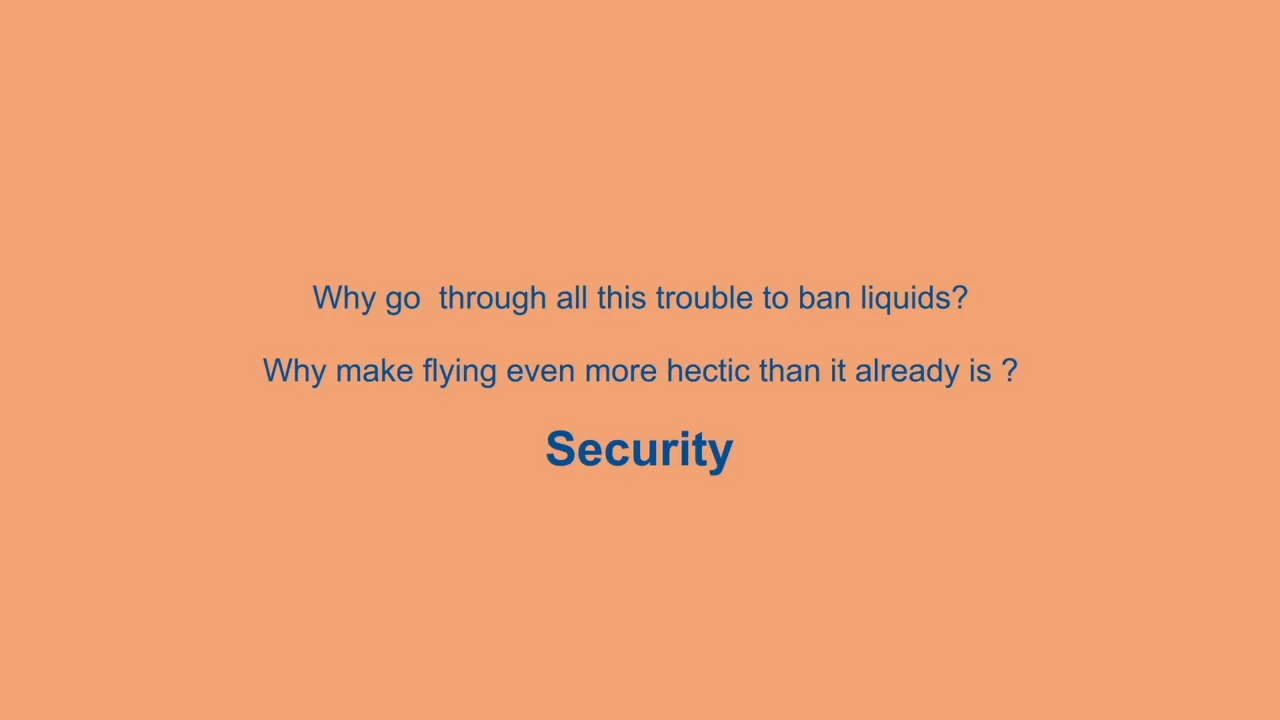 Why go  through all this trouble to ban liquids?
Why make flying even more hectic than it already is ?
Security